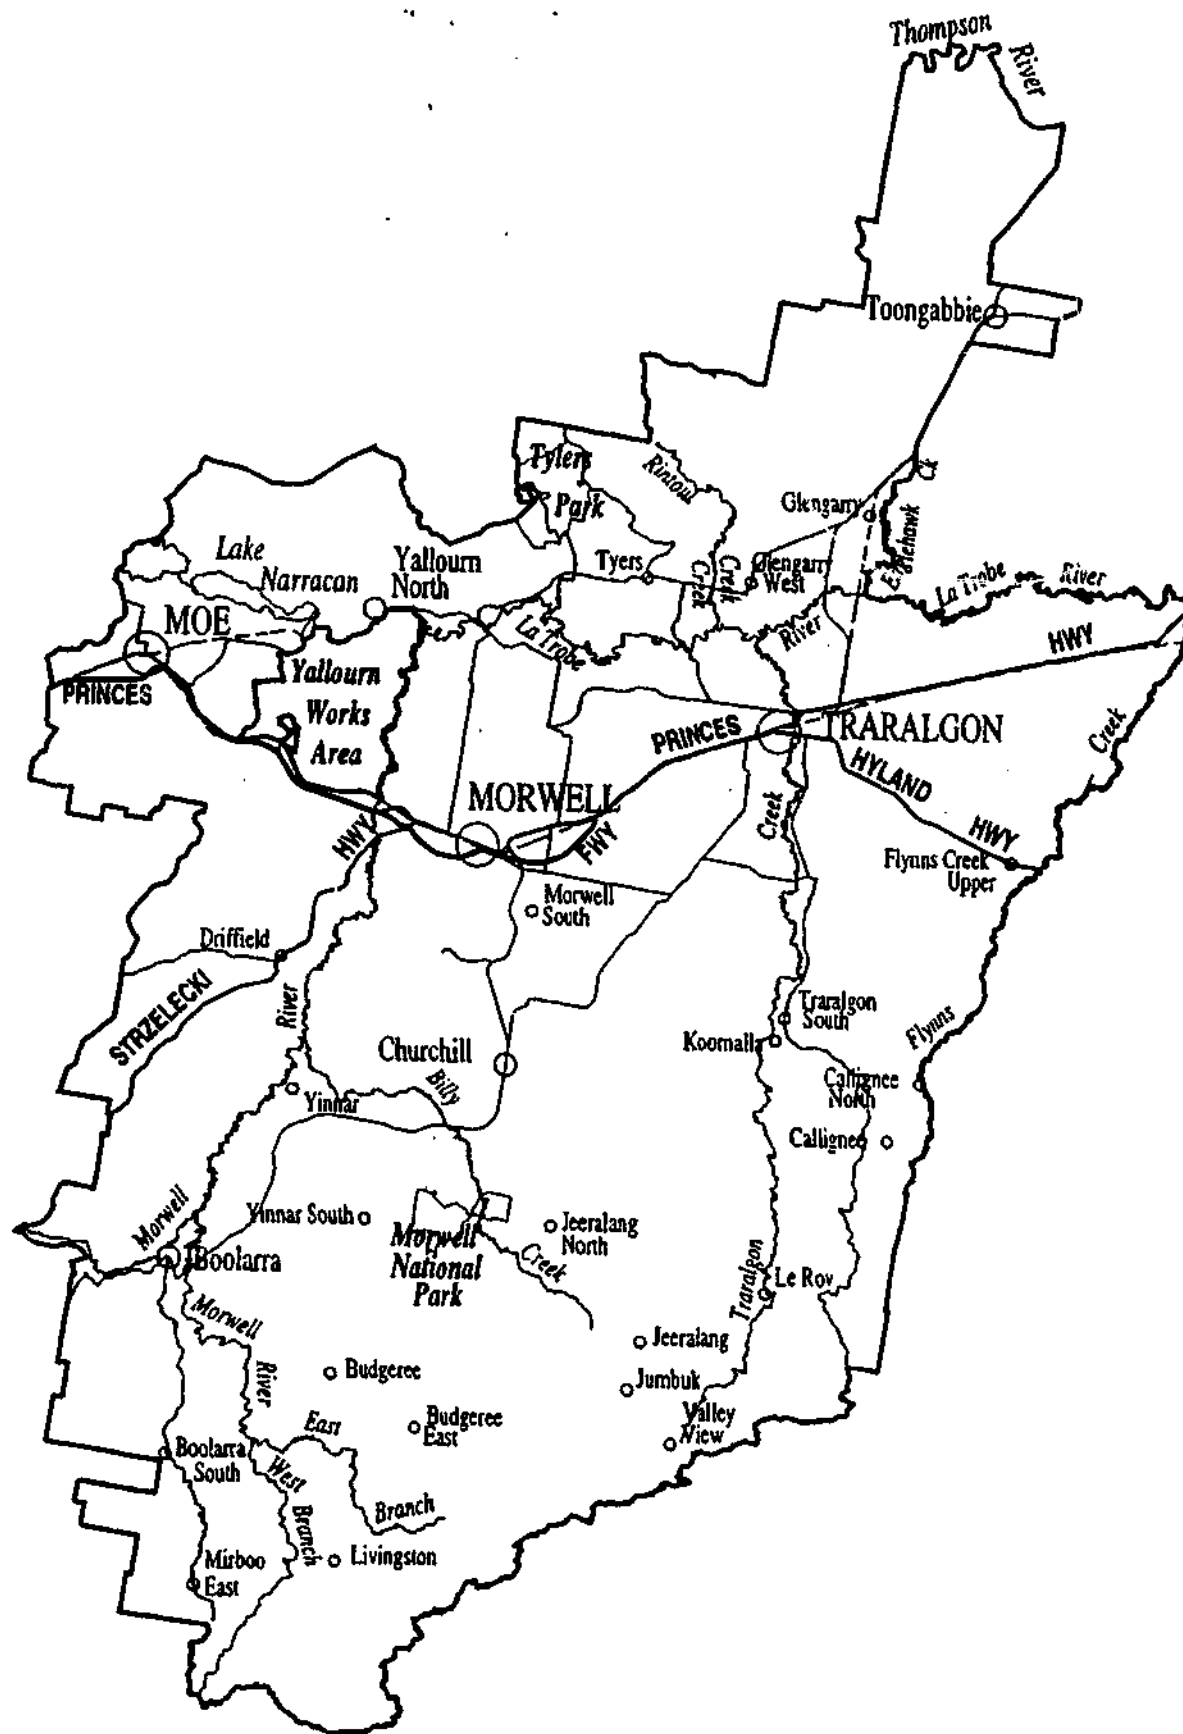 Thompson
River
Toongabbie
Tylers
Park
Rintoul
Creek
Creek
Ck
Eaglehawk
Glengarry
Glengarry
West
Tyers
Lake
Narracan
Yallourn
North
La Trobe
River
La Trobe
River
MOE
PRINCES
Yallourn
Works
Area
HWY
PRINCES
TRARALGON
HYLAND
HWY
Creek
Flynns
MORWELL
FWY
HWY
Creek
Flynns Creek
Upper
Morwell
South
Driffield
STRZELECKI
River
Churchill
Traralgon
South
Koornalla
Billy
Yinnar
Callignee
North
Callignee
Morwell
Yinnar South
Morwell
National
Park
Jeeralang
North
Creek
Boolarra
Traralgon
Le Roy
Morwell
River
Jeeralang
Budgeree
Jumbuk
Valley
View
East
Budgeree
East
Boolarra
South
West
Branch
Branch
Livingston
Mirboo
East